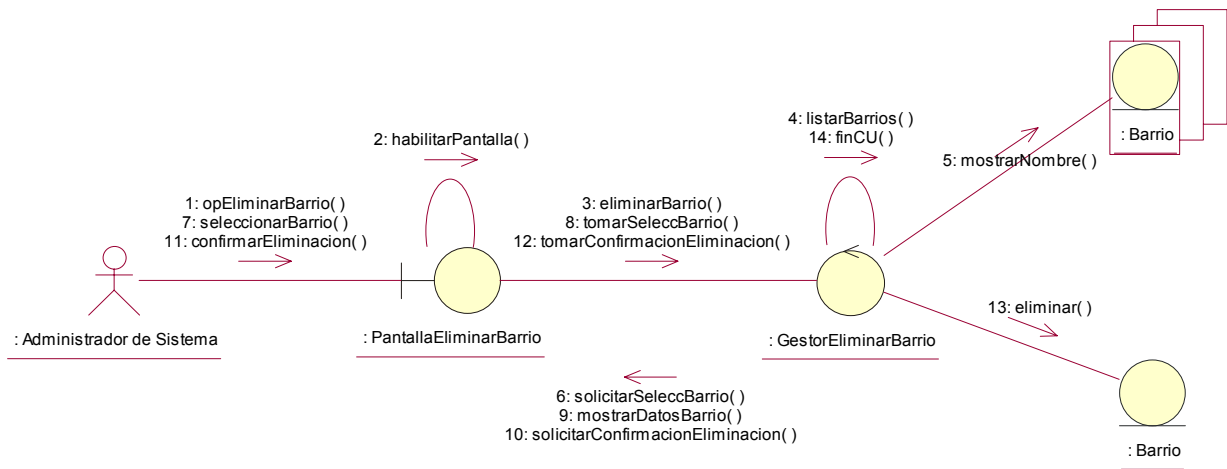 4: listarBarrios( )
14: finCU( )
2: habilitarPantalla( )
: Barrio
5: mostrarNombre( )
1: opEliminarBarrio( )
7: seleccionarBarrio( )
11: confirmarEliminacion( )
3: eliminarBarrio( )
8: tomarSeleccBarrio( )
12: tomarConfirmacionEliminacion( )
13: eliminar( )
: Administrador de Sistema
: PantallaEliminarBarrio
: GestorEliminarBarrio
6: solicitarSeleccBarrio( )
9: mostrarDatosBarrio( )
10: solicitarConfirmacionEliminacion( )
: Barrio